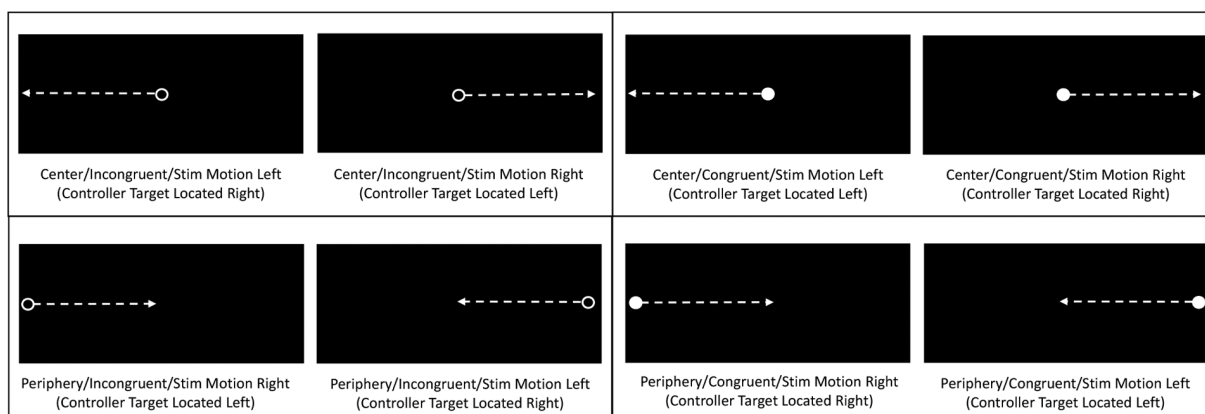 Center/Incongruent/Stim Motion Left
(Controller Target Located Right)
Center/Incongruent/Stim Motion Right
(Controller Target Located Left)
Center/Congruent/Stim Motion Left
(Controller Target Located Left)
Center/Congruent/Stim Motion Right
(Controller Target Located Right)
Periphery/Incongruent/Stim Motion Right
(Controller Target Located Left)
Periphery/Incongruent/Stim Motion Left
(Controller Target Located Right)
Periphery/Congruent/Stim Motion Right
(Controller Target Located Right)
Periphery/Congruent/Stim Motion Left
(Controller Target Located Left)